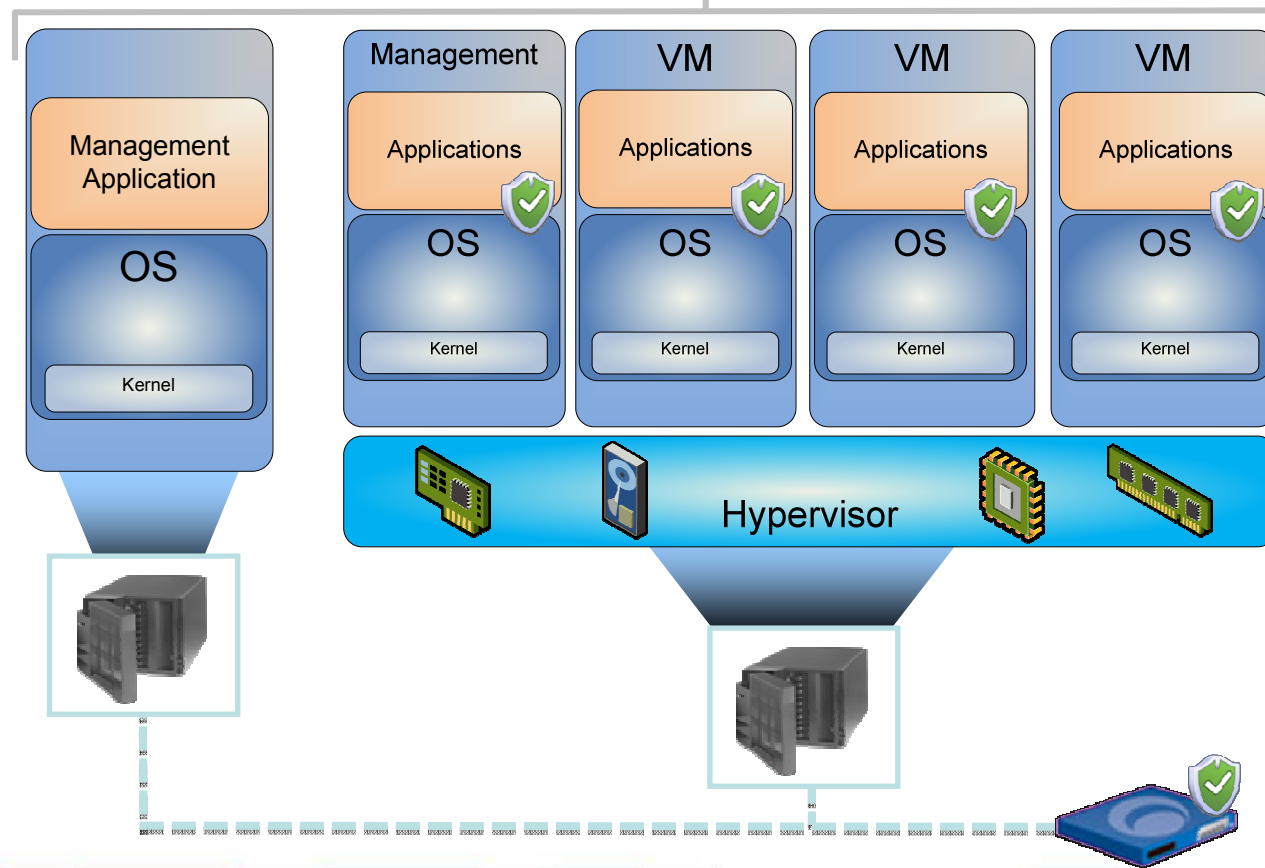 Management
Application
OS
Kernel
Management
Applications
OS
Kernel
VM
Applications
OS
Kernel
VM
Applications
OS
Kernel
VM
Applications
OS
Kernel
Hypervisor